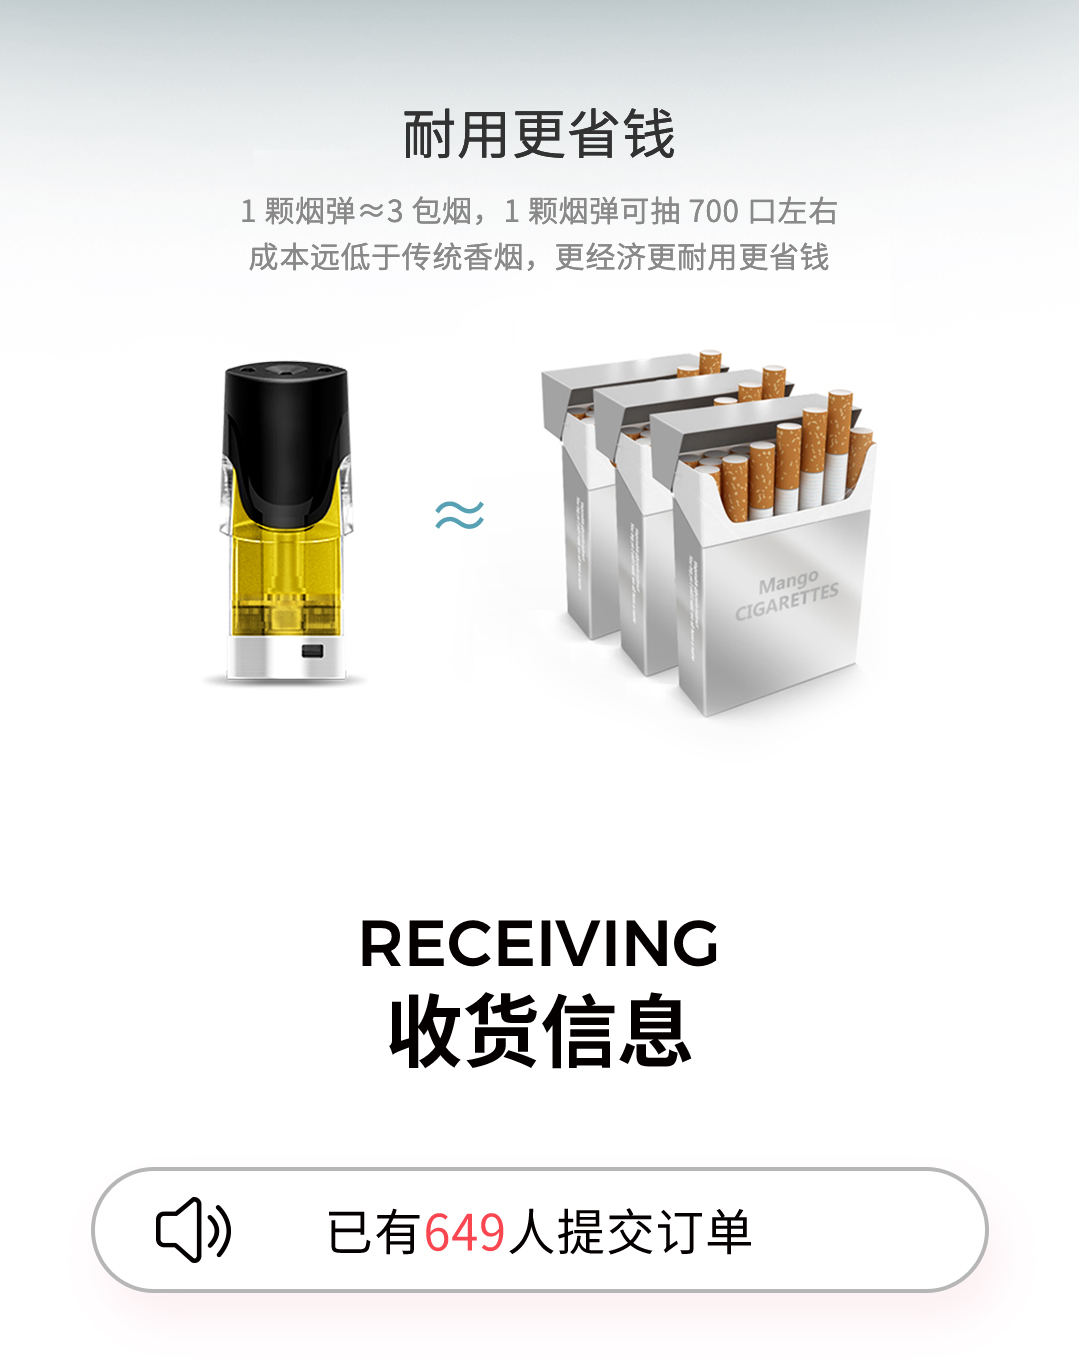 耐用更省钱
1 颗烟弹≈3 包烟，1 颗烟弹可抽 700 口左右
成本远低于传统香烟，更经济更耐用更省钱
≈
Mango
CIGARETTES
RECEIVING
收货信息
已有649人提交订单